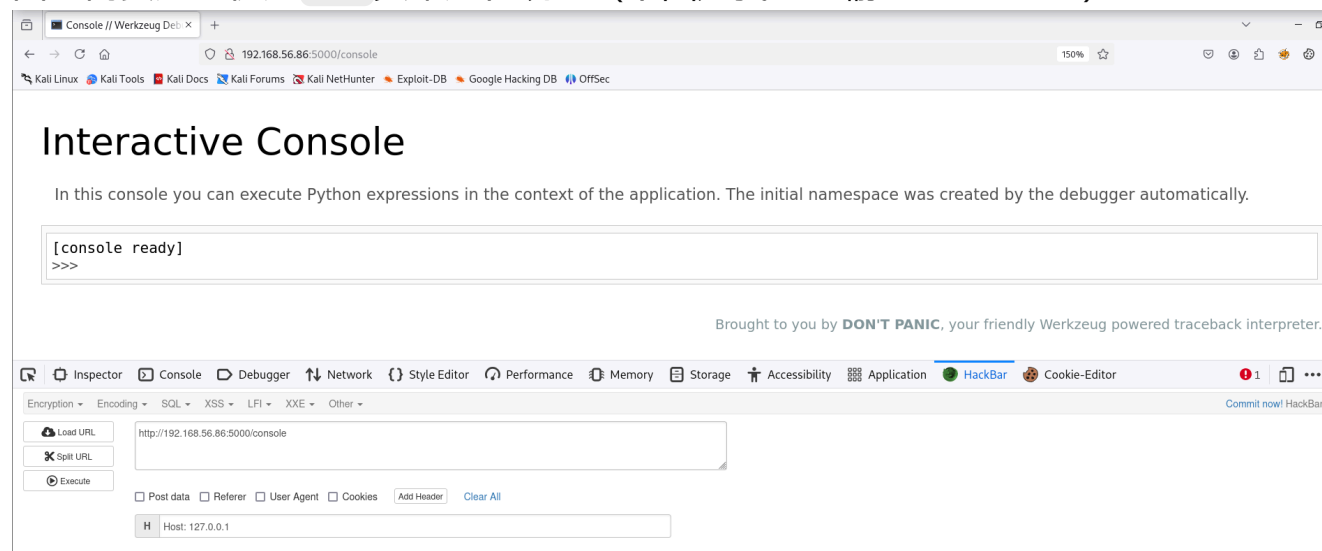 Console // Werkzeug Deb ×
192.168.56.86:5000/console
150%
Kali Linux Kali Tools Kali Docs Kali Forums Kali NetHunter Exploit-DB Google Hacking DB OffSec
Interactive Console
In this console you can execute Python expressions in the context of the application. The initial namespace was created by the debugger automatically.
[console ready]
>>>
Brought to you by DON'T PANIC, your friendly Werkzeug powered traceback interpreter.
Inspector Console Debugger Network Style Editor Performance Memory Storage Accessibility Application HackBar Cookie-Editor 1
Encryption Encoding SQL XSS LFI XXE Other
Commit now! HackBar
Load URL
http://192.168.56.86:5000/console
Split URL
Execute
Post data Referer User Agent Cookies Add Header Clear All
H Host: 127.0.0.1